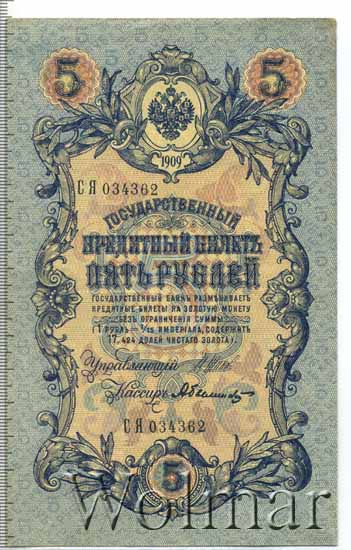 5 5
1909
СЯ 034362
ГОСУДАРСТВЕННЫЙ
КРЕДИТНЫЙ БИЛЕТЪ
ПЯТЬ РУБЛЕЙ
ГОСУДАРСТВЕННЫЙ БАНКЪ РАЗМѢНИВАЕТЪ
КРЕДИТНЫЕ БИЛЕТЫ НА ЗОЛОТУЮ МОНЕТУ
БЕЗЪ ОГРАНИЧЕНІЯ СУММЫ
(1 РУБЛЬ = 1/15 ИМПЕРІАЛА, СОДЕРЖИТЪ
17,424 ДОЛЕЙ ЧИСТАГО ЗОЛОТА).
Управляющій
Кассиръ
СЯ 034362
5
Wolmar